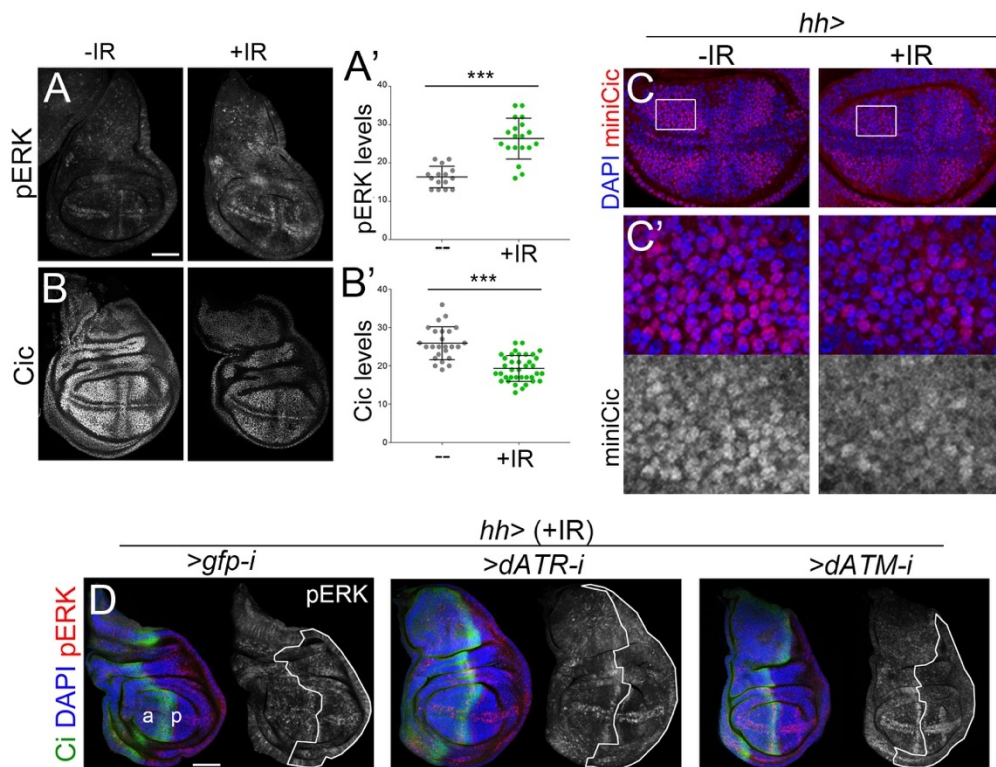 -IR +IR
A
pERK
A'
***
pERK levels
40
30
20
10
0
-- +IR
B
Cic
B'
***
Cic levels
40
30
20
10
0
-- +IR
hh>
-IR +IR
C
DAPI miniCic
C'
miniCic
hh> (+IR)
>gfp-i >dATR-i >dATM-i
D
pERK
Ci DAPI pERK
a p